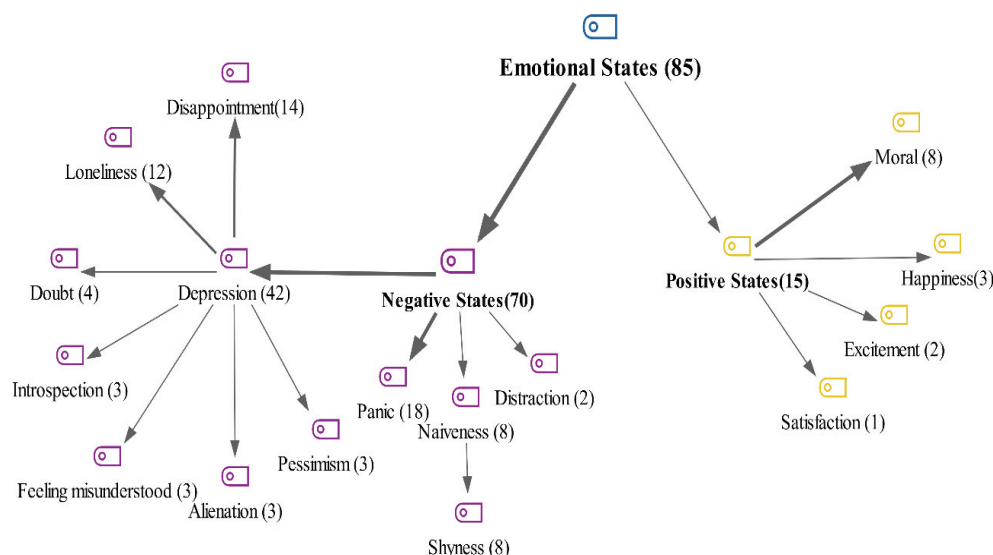 Emotional States (85)
Disappointment(14)
Moral (8)
Loneliness (12)
Happiness(3)
Positive States(15)
Doubt (4)
Depression (42)
Negative States(70)
Excitement (2)
Introspection (3)
Distraction (2)
Panic (18)
Naiveness (8)
Satisfaction (1)
Pessimism (3)
Feeling misunderstood (3)
Alienation (3)
Shyness (8)